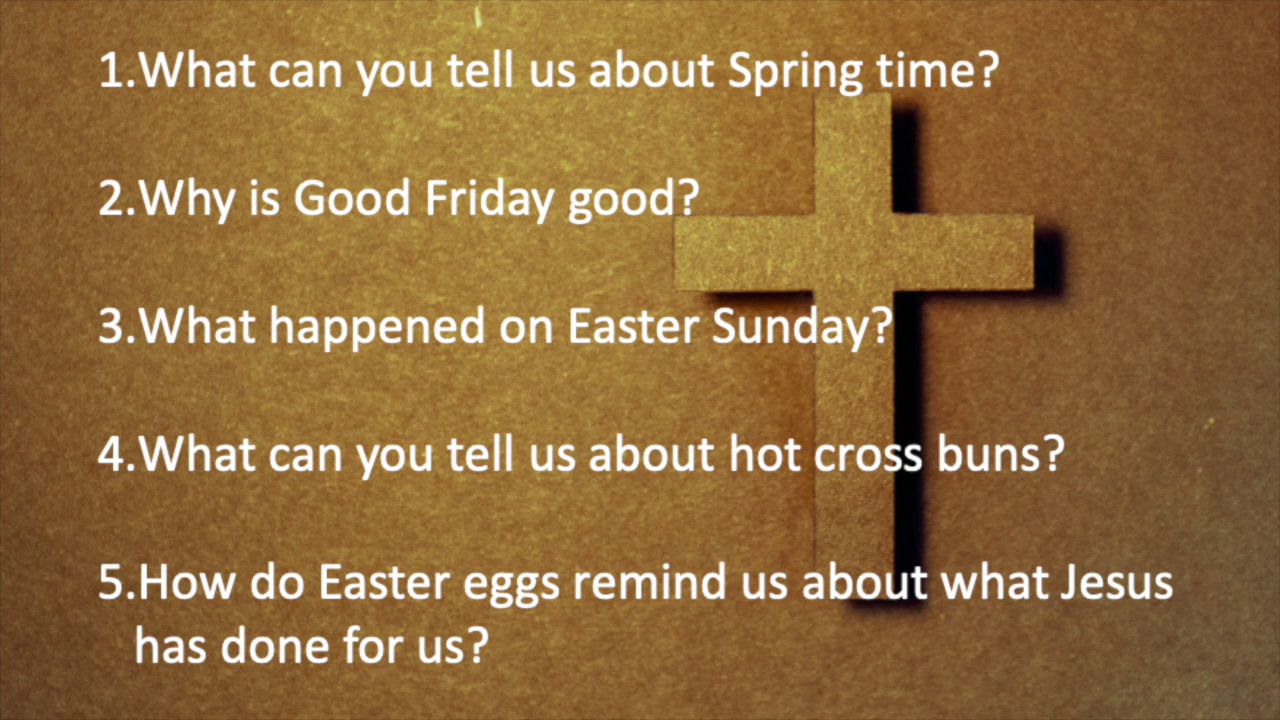 1.What can you tell us about Spring time?
2.Why is Good Friday good?
3.What happened on Easter Sunday?
4.What can you tell us about hot cross buns?
5.How do Easter eggs remind us about what Jesus
has done for us?